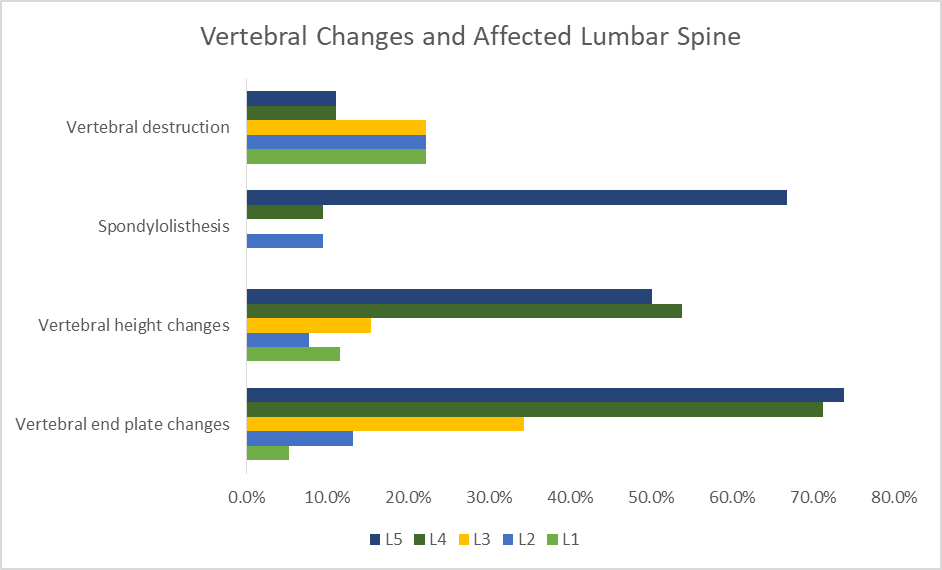 Vertebral Changes and Affected Lumbar Spine
Vertebral destruction
Spondylolisthesis
Vertebral height changes
Vertebral end plate changes
0.0% 10.0% 20.0% 30.0% 40.0% 50.0% 60.0% 70.0% 80.0%
L5 L4 L3 L2 L1